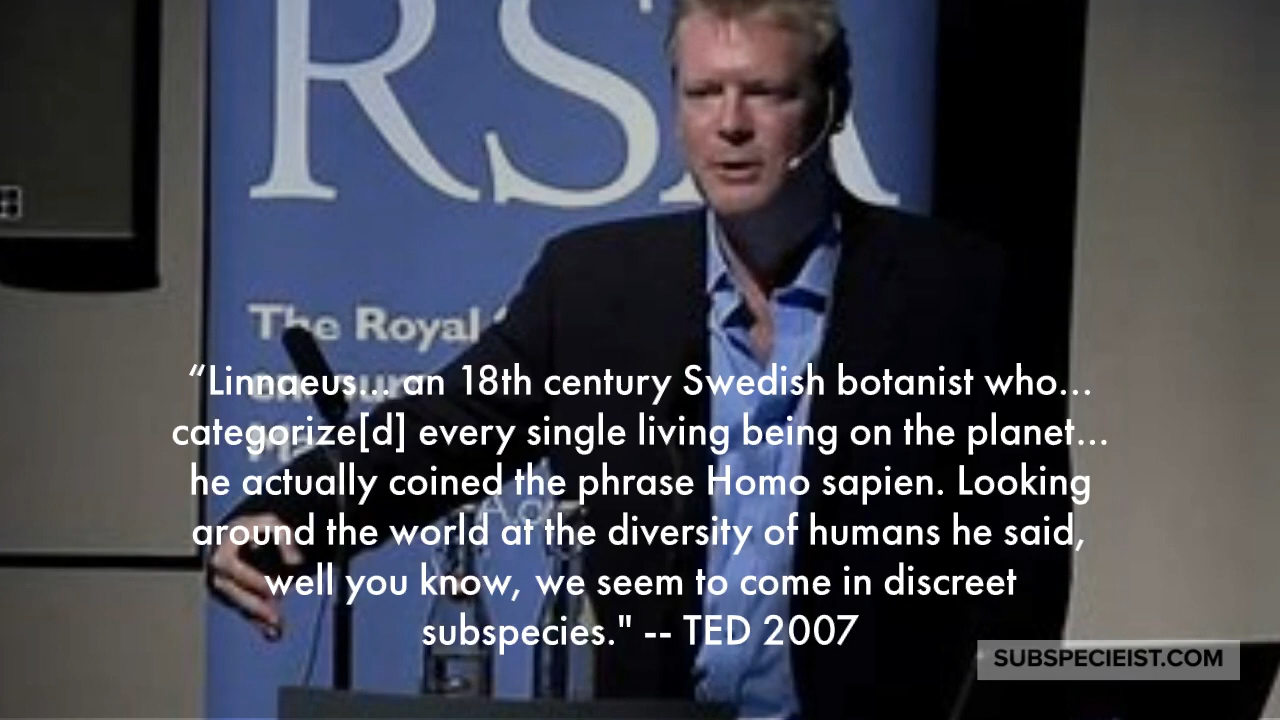 RSA
The Royal
“Linnaeus... an 18th century Swedish botanist who...
categorize[d] every single living being on the planet...
he actually coined the phrase Homo sapien. Looking
around the world at the diversity of humans he said,
well you know, we seem to come in discreet
subspecies." -- TED 2007
SUBSPECIEIST.COM